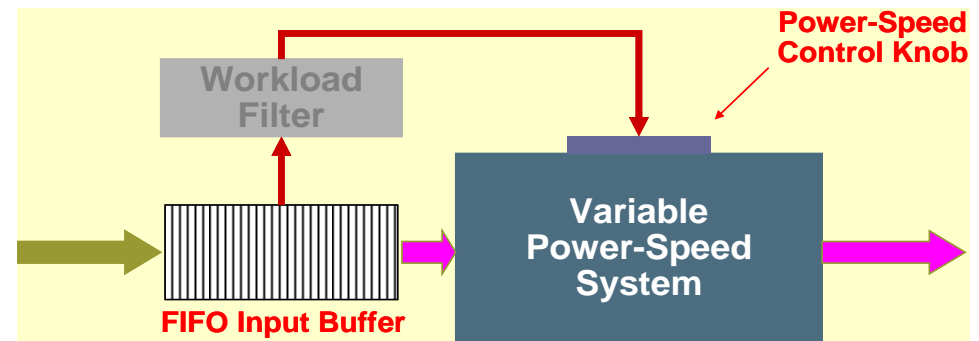 Power-Speed
Control Knob
Workload
Filter
Variable
Power-Speed
System
FIFO Input Buffer